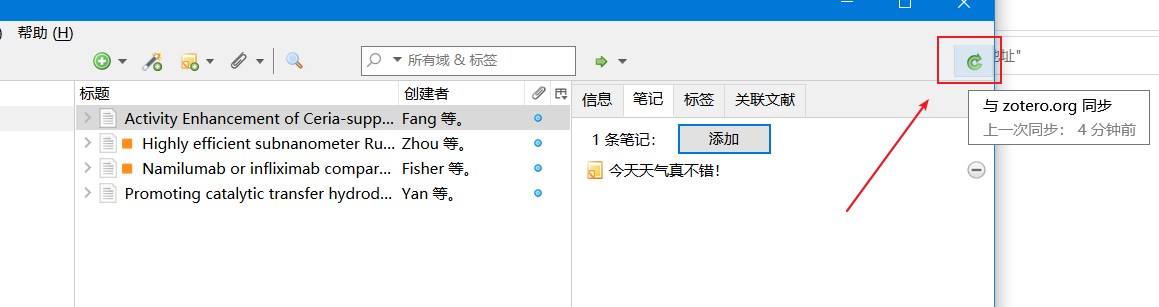 ) 帮助 (H)
所有域 & 标签
地址"
标题
创建者
信息
笔记
标签
关联文献
与 zotero.org 同步
上一次同步： 4 分钟前
Activity Enhancement of Ceria-supp...
Fang 等。
1 条笔记：
添加
Highly efficient subnanometer Ru...
Zhou 等。
Namilumab or infliximab compar...
Fisher 等。
今天天气真不错！
Promoting catalytic transfer hydrod...
Yan 等。